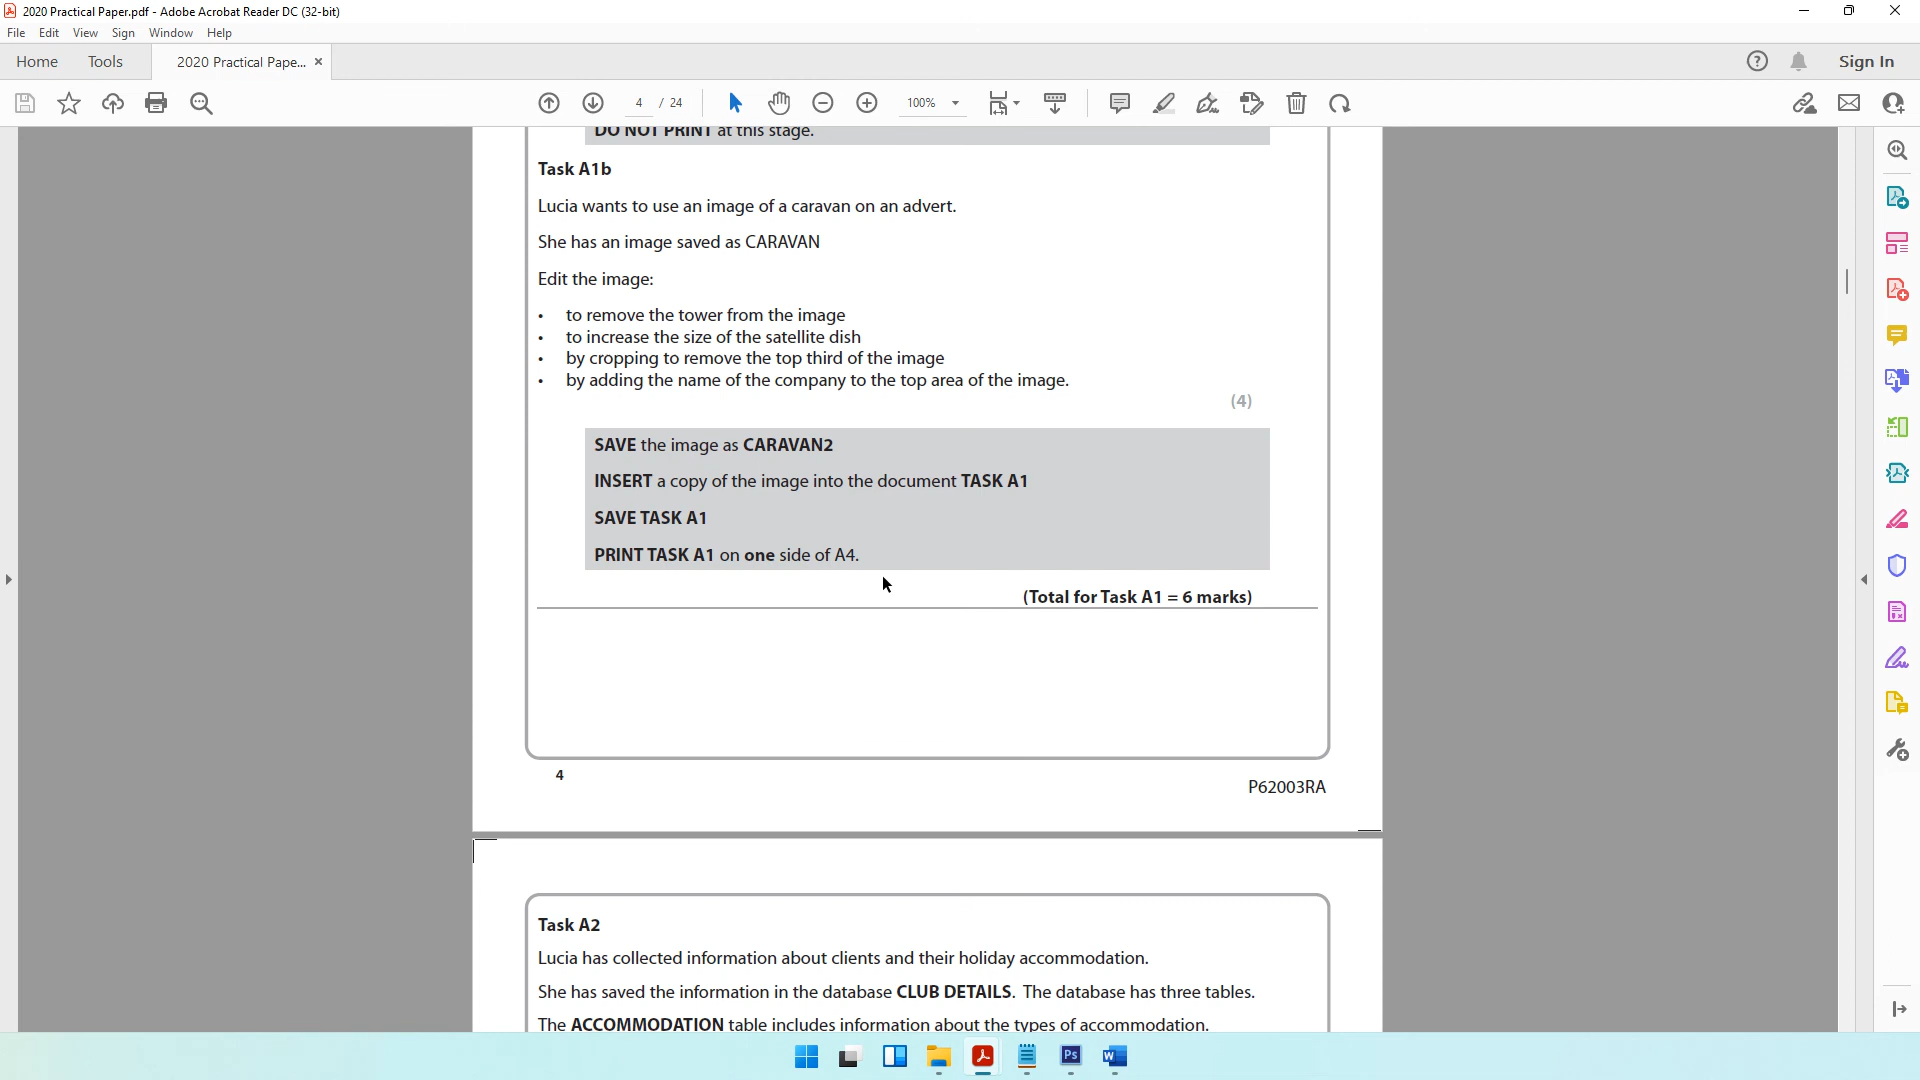 2020 Practical Paper.pdf - Adobe Acrobat Reader DC (32-bit)
File Edit View Sign Window Help
Home Tools 2020 Practical Pape... × Sign In
4 / 24 100%
DO NOT PRINT at this stage.
Task A1b
Lucia wants to use an image of a caravan on an advert.
She has an image saved as CARAVAN
Edit the image:
• to remove the tower from the image
• to increase the size of the satellite dish
• by cropping to remove the top third of the image
• by adding the name of the company to the top area of the image.
(4)
SAVE the image as CARAVAN2
INSERT a copy of the image into the document TASK A1
SAVE TASK A1
PRINT TASK A1 on one side of A4.
(Total for Task A1 = 6 marks)
4
P62003RA
Task A2
Lucia has collected information about clients and their holiday accommodation.
She has saved the information in the database CLUB DETAILS. The database has three tables.
The ACCOMMODATION table includes information about the types of accommodation.
Ps W